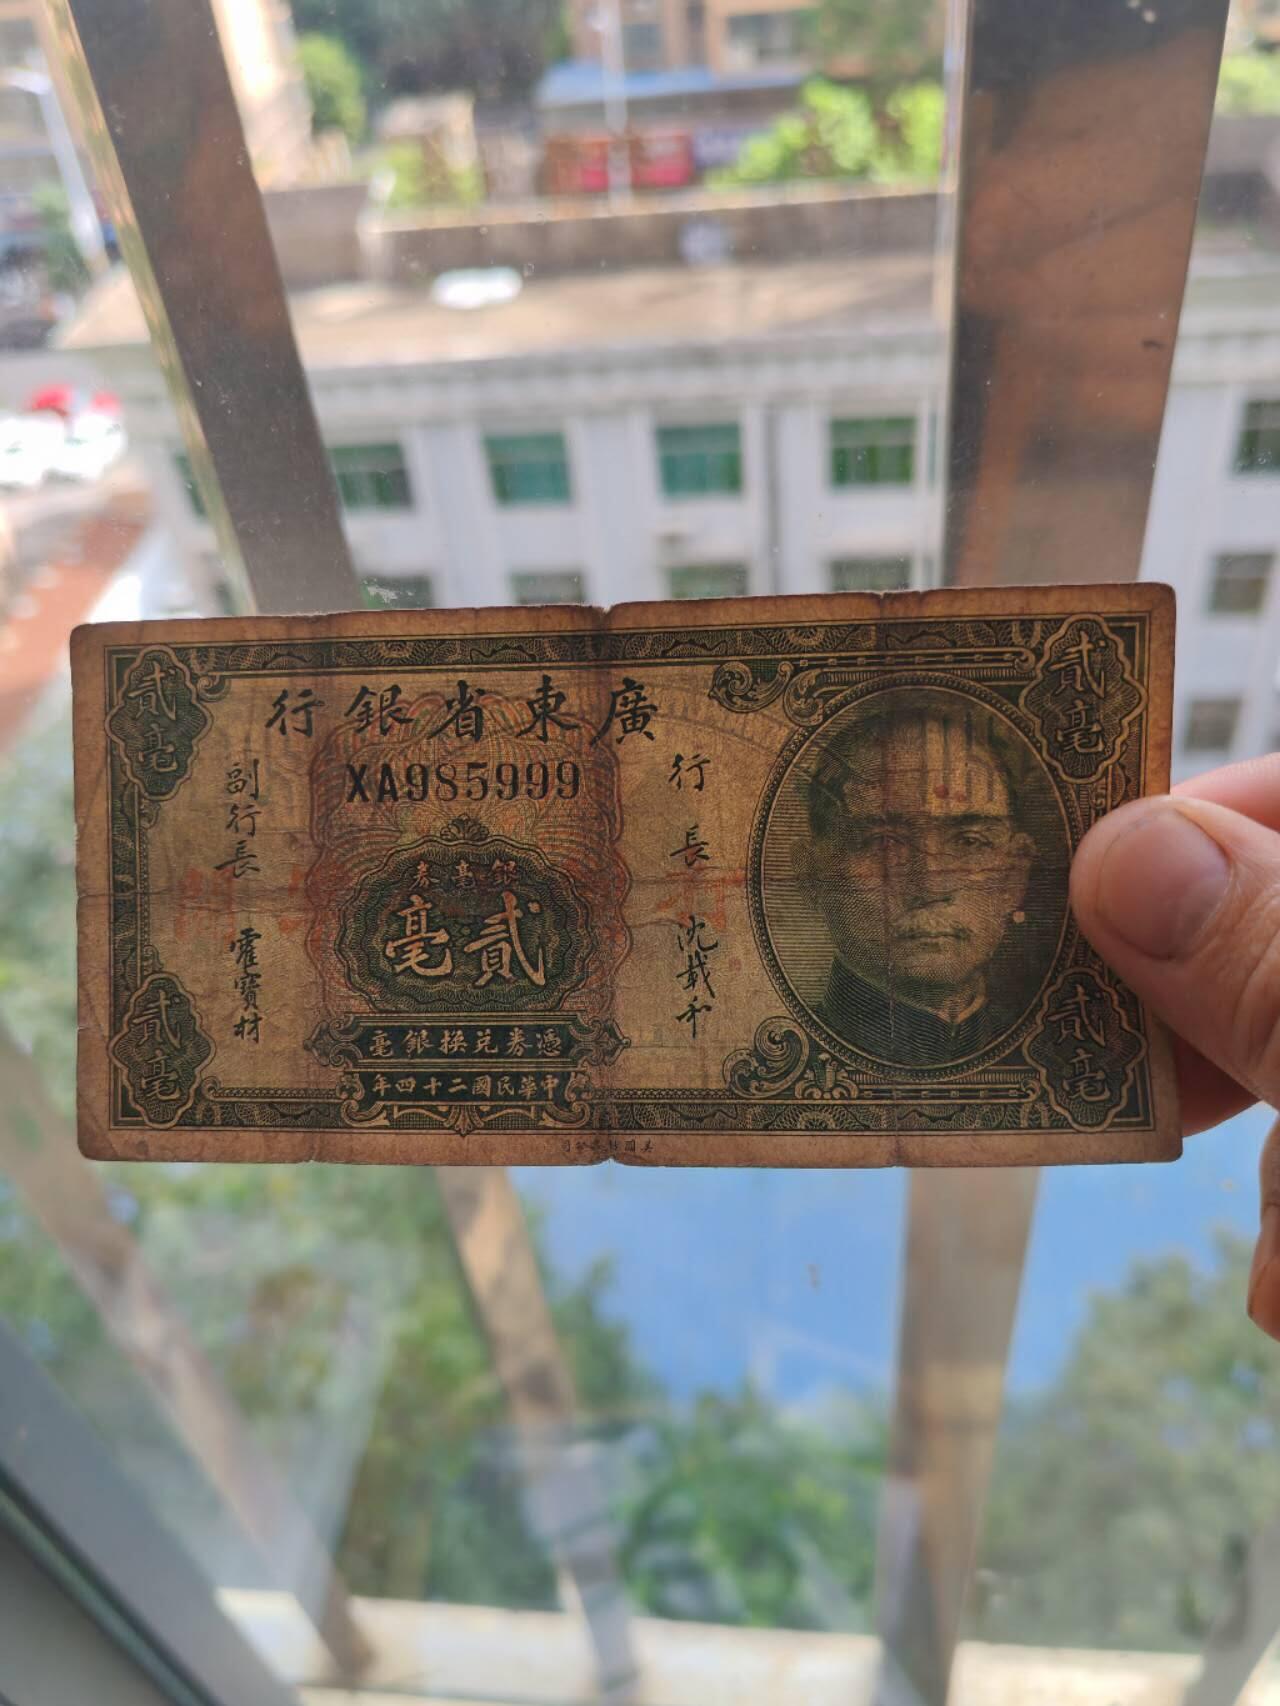 廣東省銀行
XA985999
行長 沈載和
副行長 霍寶材
銀毫券
貳毫
憑券兌換銀毫
中華民國二十四年
貳毫
貳毫
貳毫
貳毫